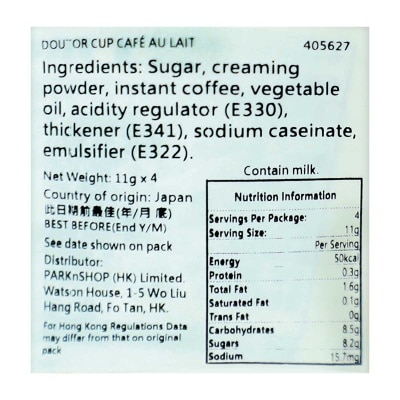 DOUTOR CUP CAFÉ AU LAIT 405627
Ingredients: Sugar, creaming
powder, instant coffee, vegetable
oil, acidity regulator (E330),
thickener (E341), sodium caseinate,
emulsifier (E322).
Contain milk.
Net Weight: 11g x 4
Country of origin: Japan
此日期前最佳(年/月 底)
BEST BEFORE(End Y/M)
See date shown on pack
Distributor:
PARKnSHOP (HK) Limited.
Watson House, 1-5 Wo Liu
Hang Road, Fo Tan, HK.
For Hong Kong Regulations Data
may differ from that on original
pack
Nutrition Information
Servings Per Package: 4
Serving Size: 11g
Per Serving
Energy 50kcal
Protein 0.3g
Total Fat 1.6g
Saturated Fat 0.1g
Trans Fat 0g
Carbohydrates 8.5g
Sugars 8.2g
Sodium 15.7mg